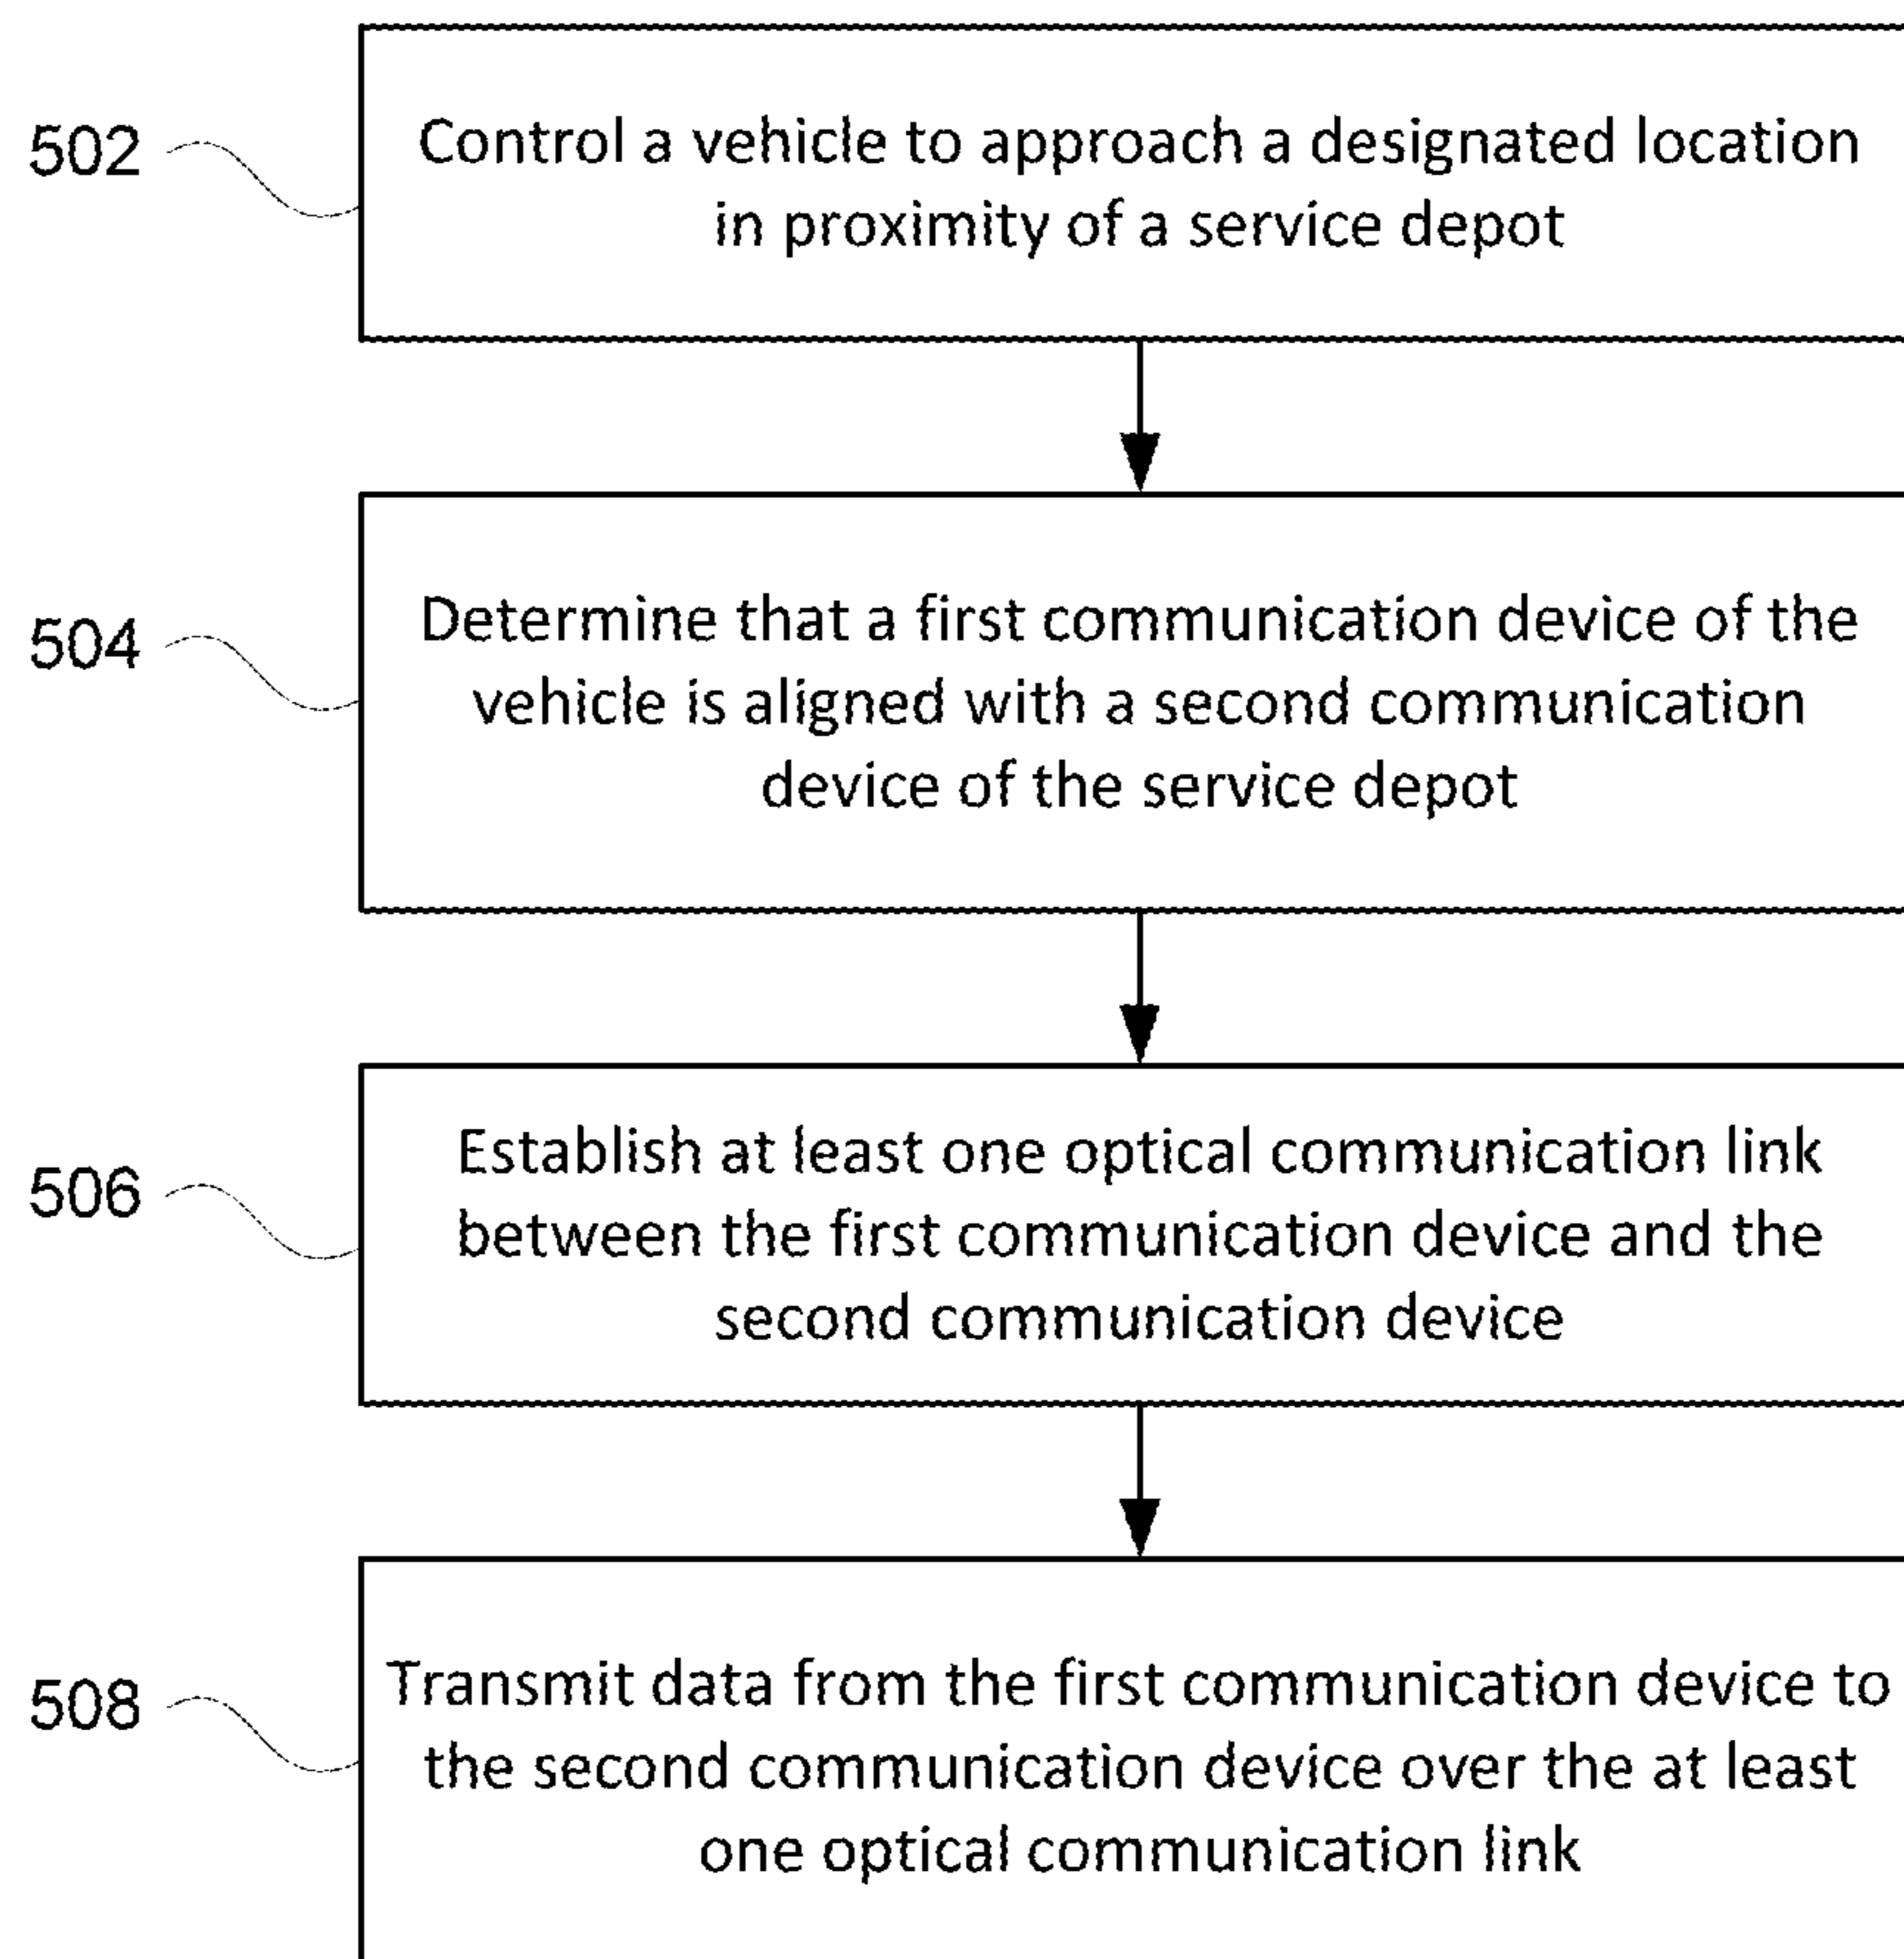 502
Control a vehicle to approach a designated location
in proximity of a service depot
504
Determine that a first communication device of the
vehicle is aligned with a second communication
device of the service depot
506
Establish at least one optical communication link
between the first communication device and the
second communication device
508
Transmit data from the first communication device to
the second communication device over the at least
one optical communication link